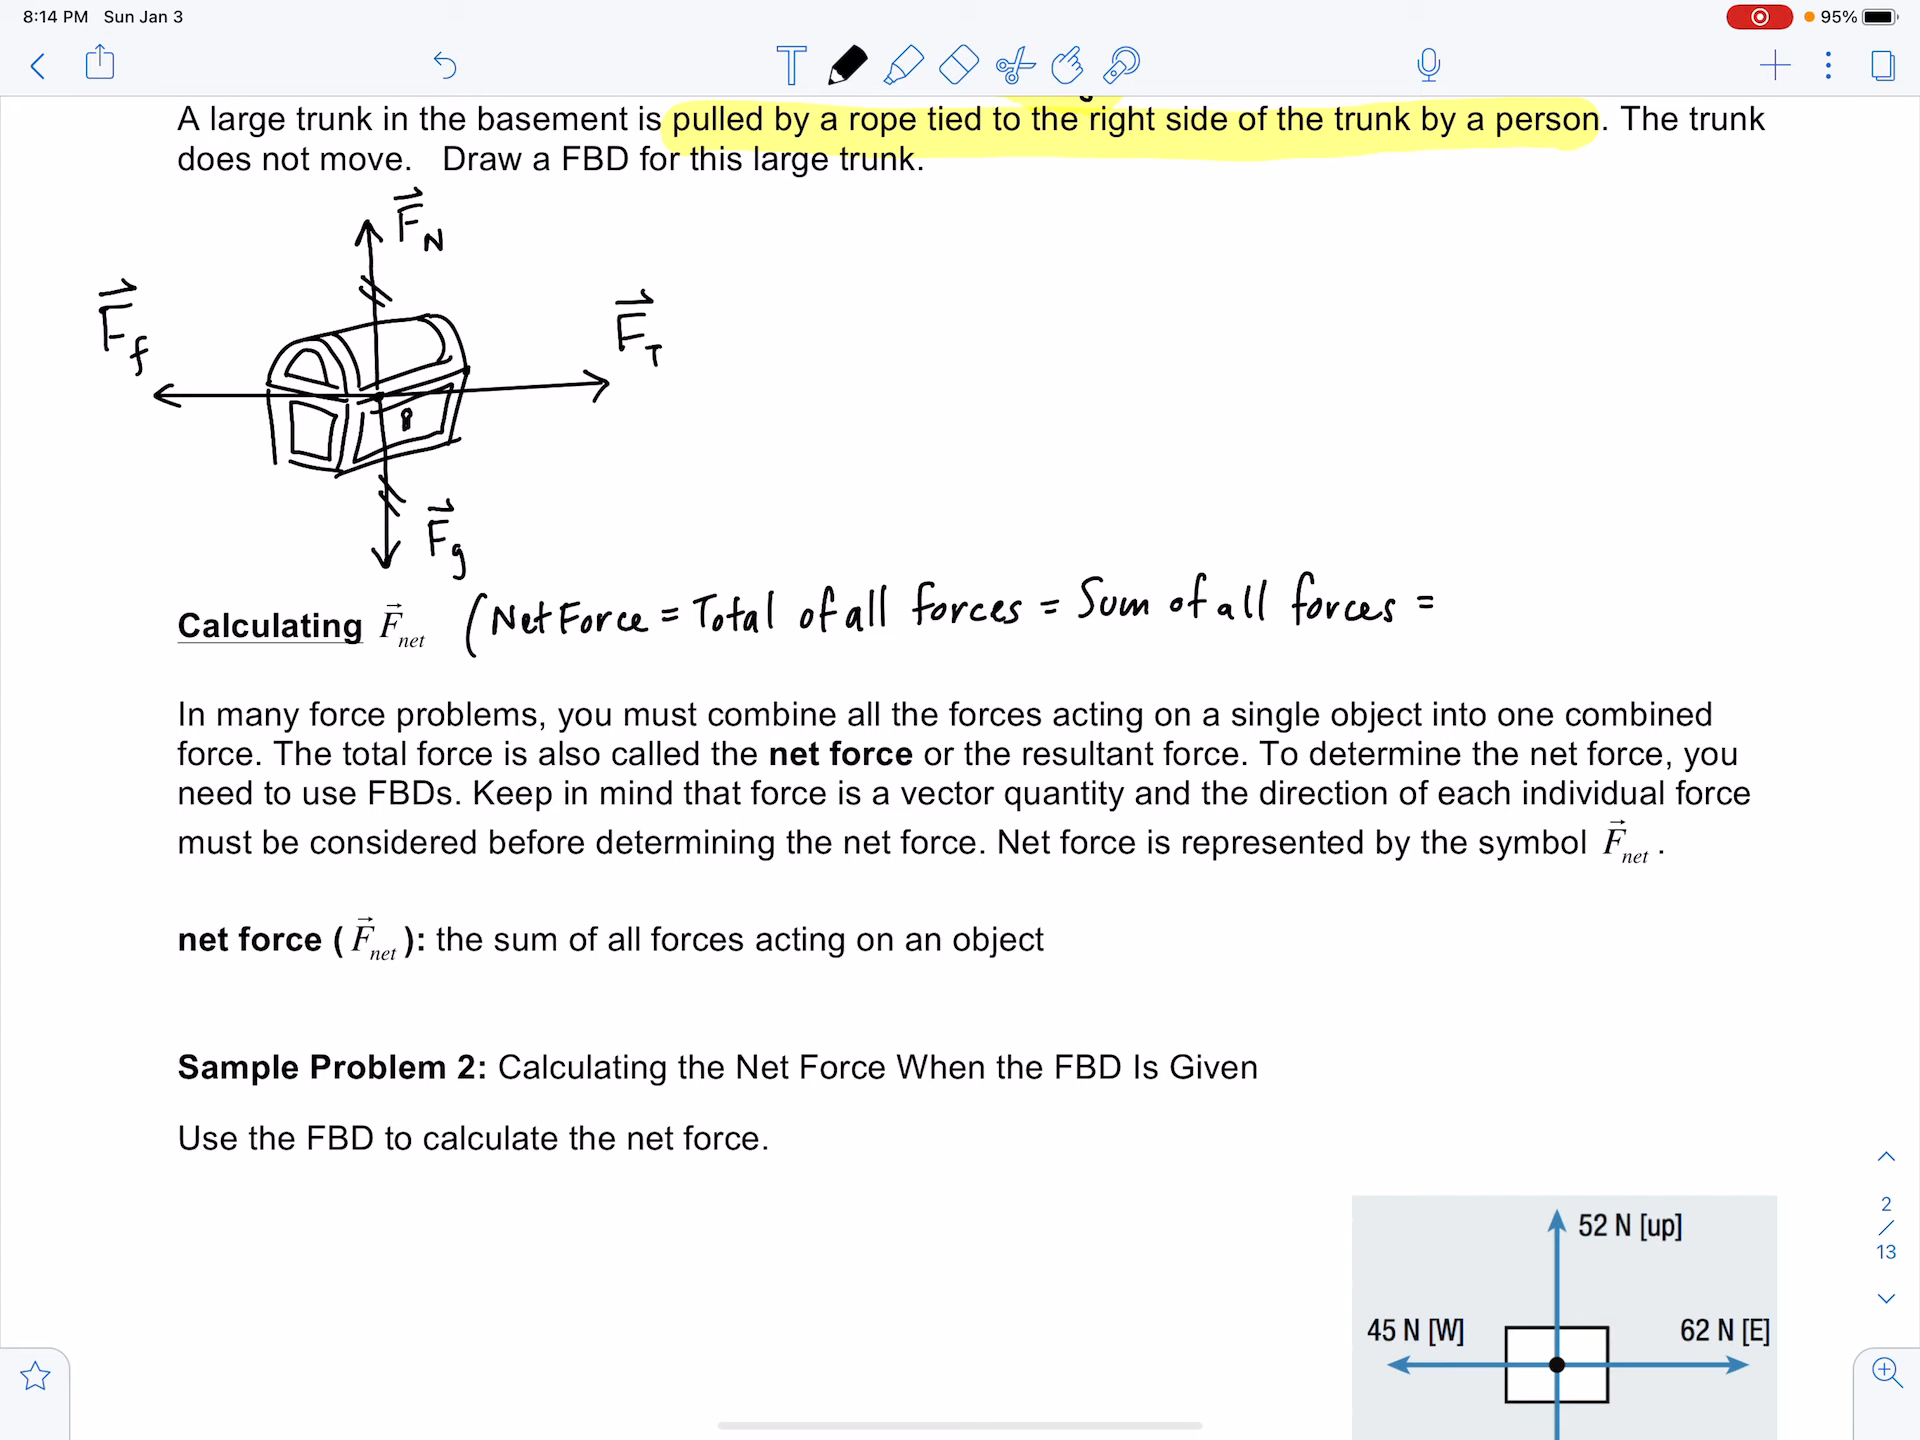 8:14 PM Sun Jan 3
95%
A large trunk in the basement is pulled by a rope tied to the right side of the trunk by a person. The trunk
does not move. Draw a FBD for this large trunk.
F⃗N
F⃗f
F⃗T
F⃗g
Calculating F⃗net (Net Force = Total of all forces = Sum of all forces =
In many force problems, you must combine all the forces acting on a single object into one combined
force. The total force is also called the net force or the resultant force. To determine the net force, you
need to use FBDs. Keep in mind that force is a vector quantity and the direction of each individual force
must be considered before determining the net force. Net force is represented by the symbol F⃗net .
net force ( F⃗net ): the sum of all forces acting on an object
Sample Problem 2: Calculating the Net Force When the FBD Is Given
Use the FBD to calculate the net force.
2
/
13
52 N [up]
45 N [W]
62 N [E]